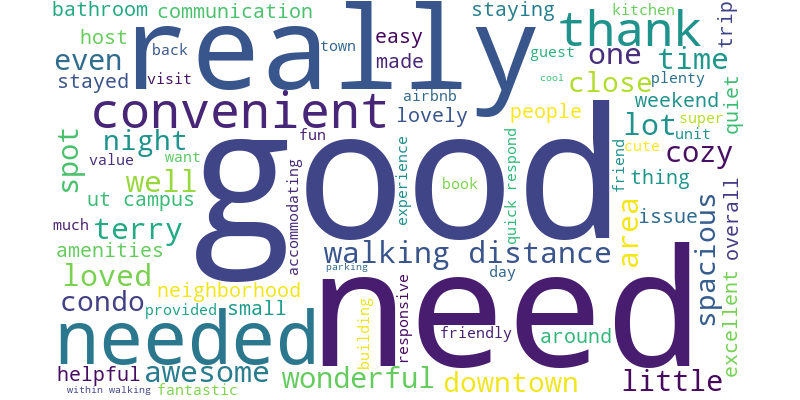 bathroom communication really staying kitchen trip
host back town easy made thank
even stayed visit guest one time
cool close plenty
convenient airbnb lovely people weekend quiet
super
spot night fun lot unit
value want good cute cozy
well experience book quick respond friend thing
ut campus accommodating
much terry area issue spacious overall
amenities walking distance
loved parking day
condo neighborhood need excellent
provided small building responsive
needed friendly around
helpful awesome wonderful downtown little
within walking fantastic